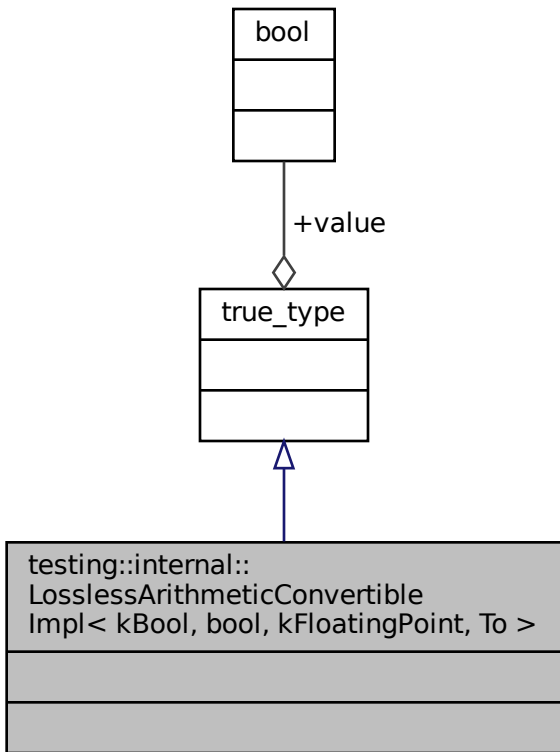 bool
+value
true_type
testing::internal::
LosslessArithmeticConvertible
Impl< kBool, bool, kFloatingPoint, To >